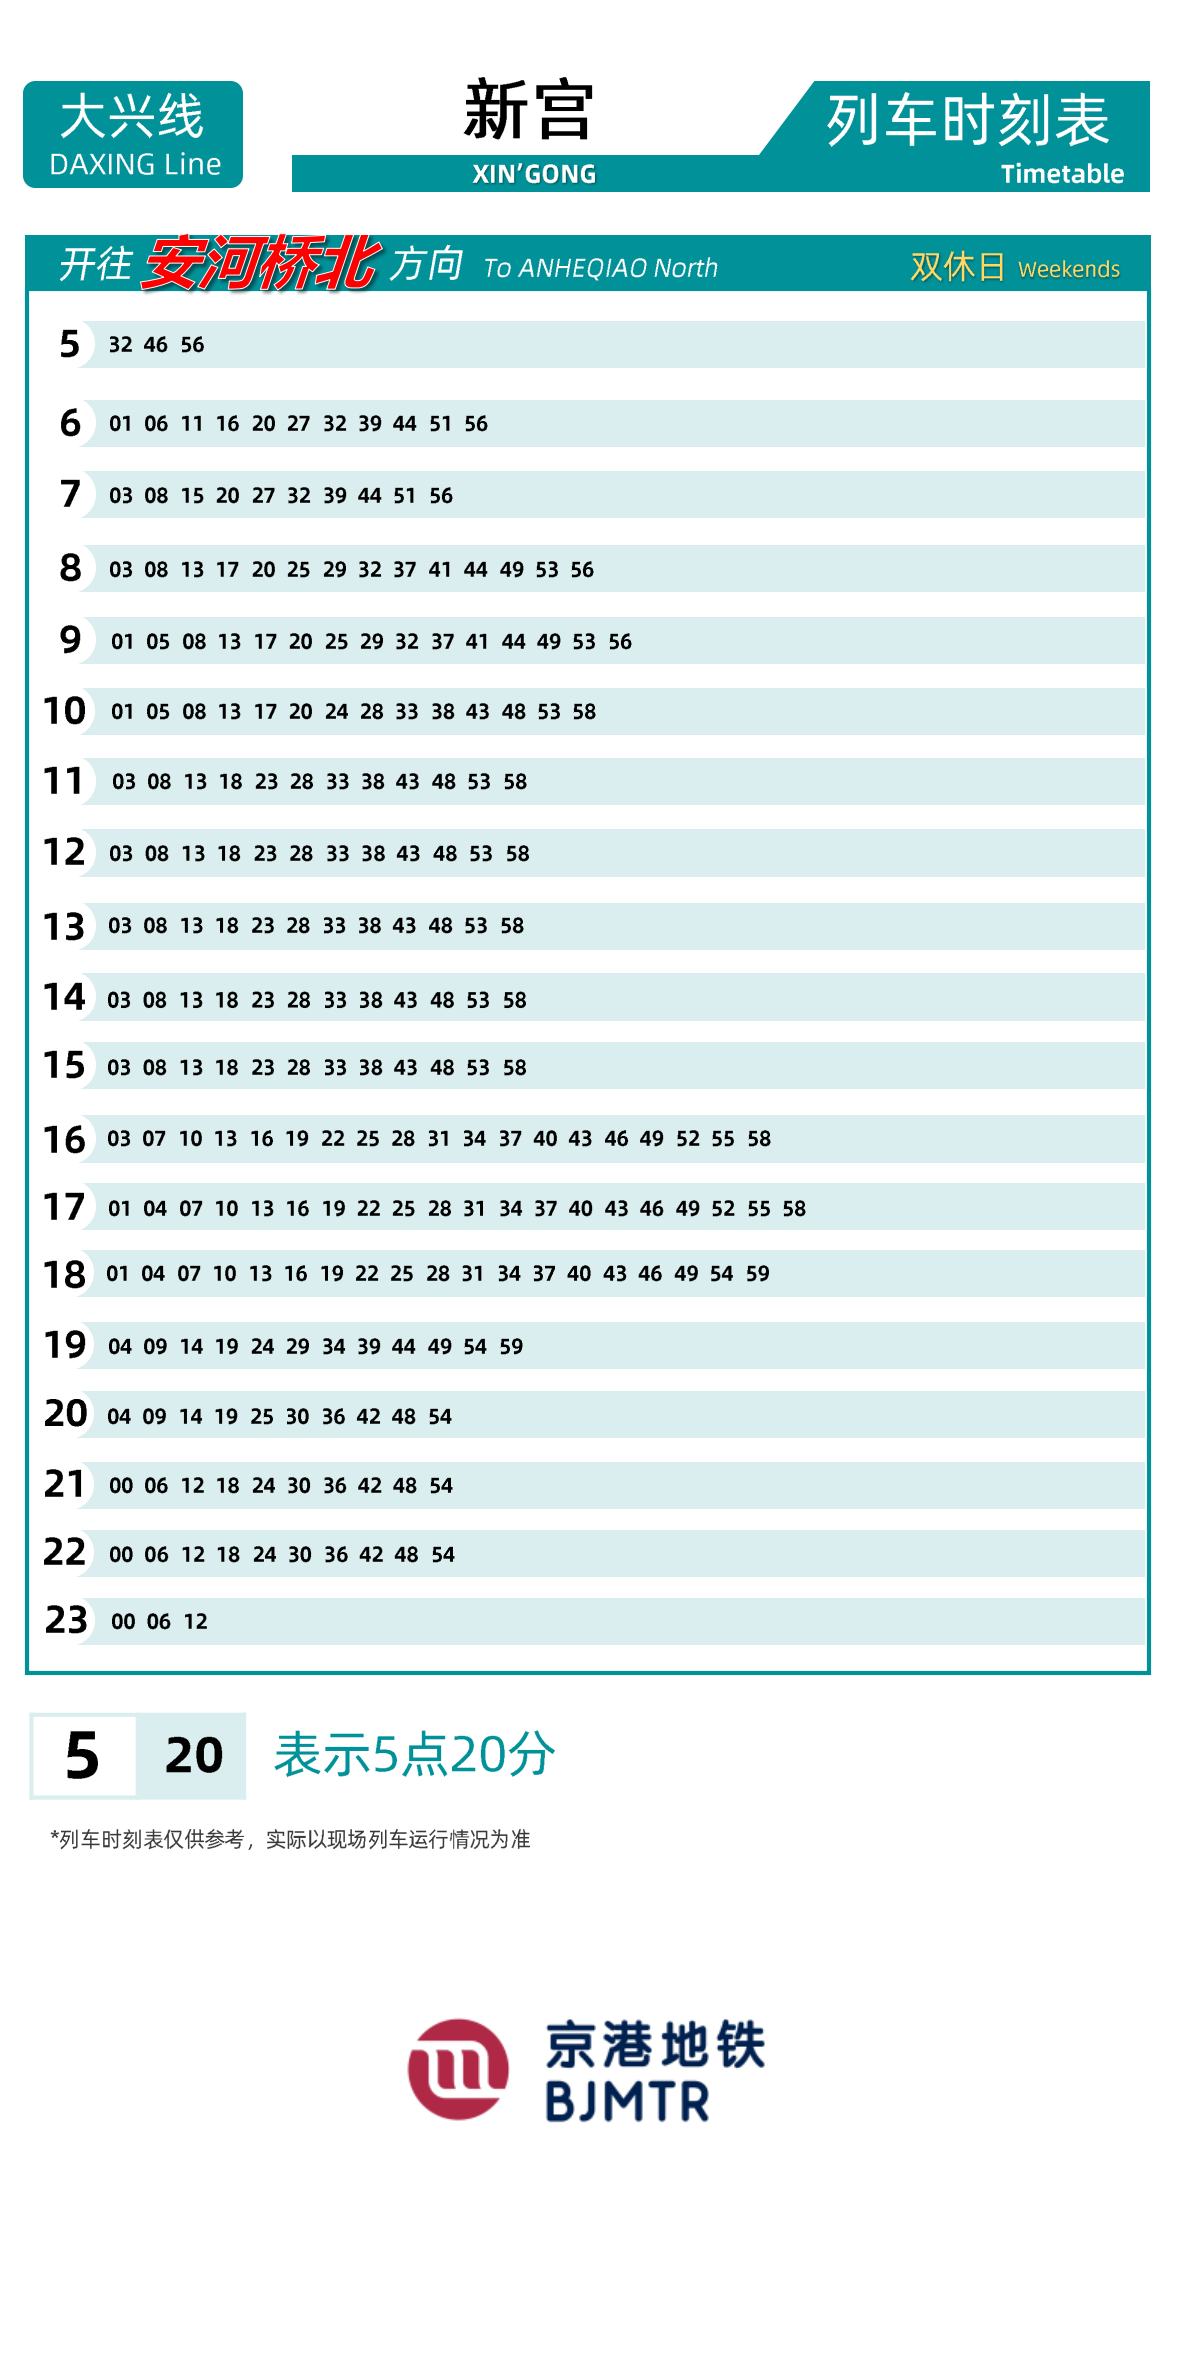 大兴线
DAXING Line
新宫
XIN'GONG
列车时刻表
Timetable
开往 安河桥北 方向 To ANHEQIAO North 双休日 Weekends
5 32 46 56
6 01 06 11 16 20 27 32 39 44 51 56
7 03 08 15 20 27 32 39 44 51 56
8 03 08 13 17 20 25 29 32 37 41 44 49 53 56
9 01 05 08 13 17 20 25 29 32 37 41 44 49 53 56
10 01 05 08 13 17 20 24 28 33 38 43 48 53 58
11 03 08 13 18 23 28 33 38 43 48 53 58
12 03 08 13 18 23 28 33 38 43 48 53 58
13 03 08 13 18 23 28 33 38 43 48 53 58
14 03 08 13 18 23 28 33 38 43 48 53 58
15 03 08 13 18 23 28 33 38 43 48 53 58
16 03 07 10 13 16 19 22 25 28 31 34 37 40 43 46 49 52 55 58
17 01 04 07 10 13 16 19 22 25 28 31 34 37 40 43 46 49 52 55 58
18 01 04 07 10 13 16 19 22 25 28 31 34 37 40 43 46 49 54 59
19 04 09 14 19 24 29 34 39 44 49 54 59
20 04 09 14 19 25 30 36 42 48 54
21 00 06 12 18 24 30 36 42 48 54
22 00 06 12 18 24 30 36 42 48 54
23 00 06 12
5 20 表示5点20分
*列车时刻表仅供参考，实际以现场列车运行情况为准
京港地铁
BJMTR